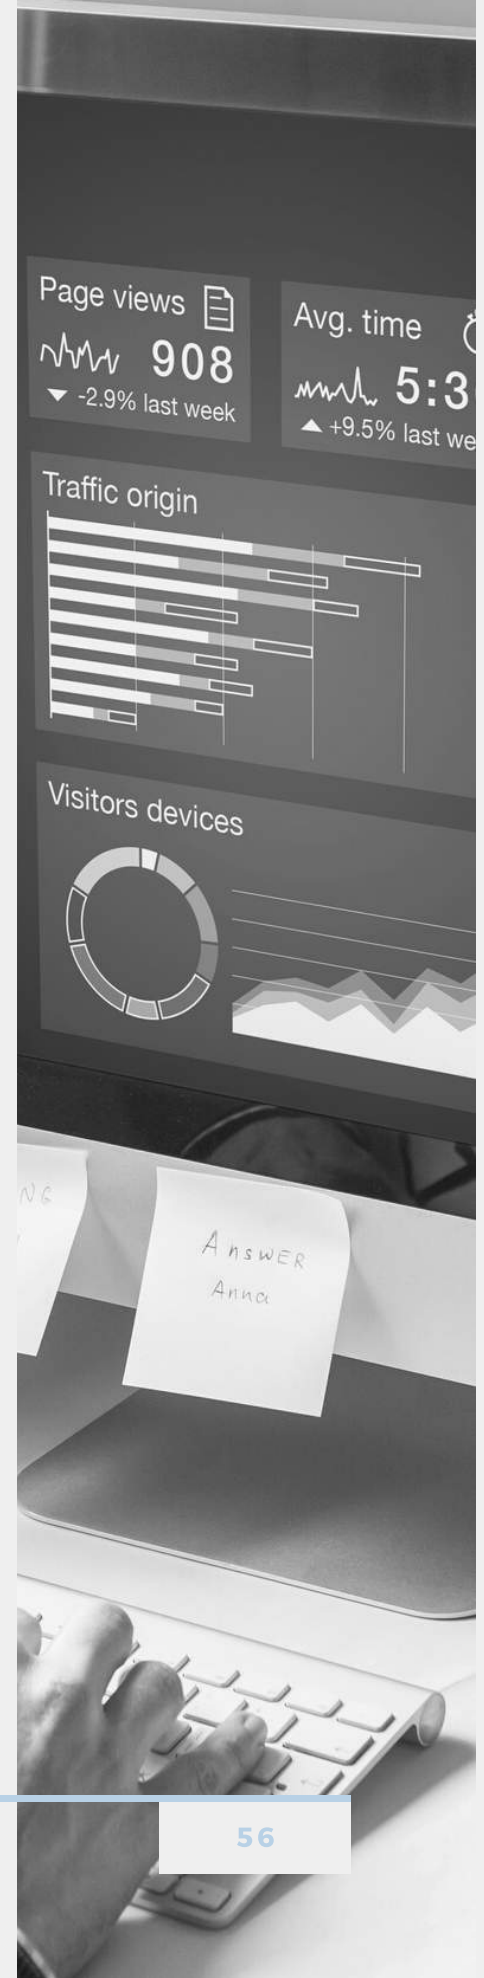 Page views
908
-2.9% last week
Avg. time
5:3
+9.5% last we
Traffic origin
Visitors devices
NG
Answer
Anna
56